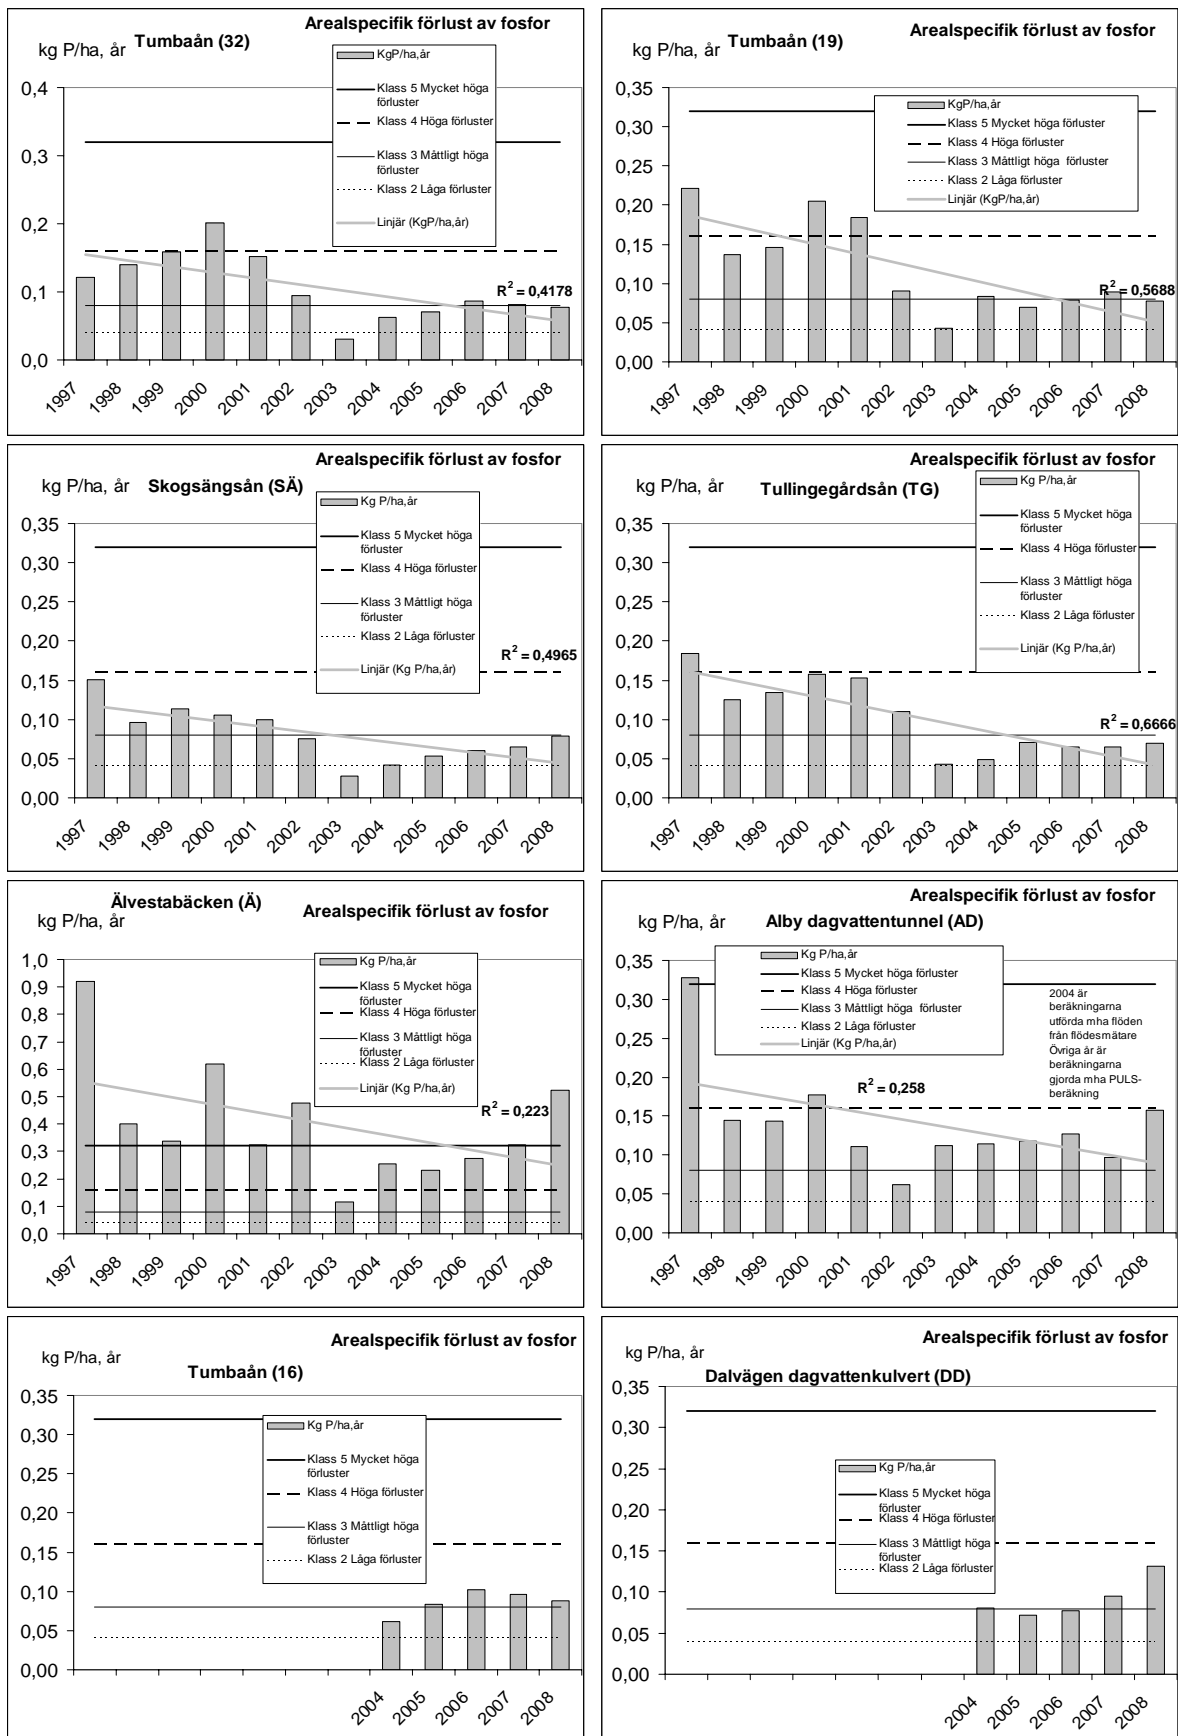 Arealspecifik förlust av fosfor
kg P/ha, år
Tumbaån (32)
KgP/ha,år
Klass 5 Mycket höga
förluster
Klass 4 Höga förluster
Klass 3 Måttligt höga
förluster
Klass 2 Låga förluster
Linjär (KgP/ha,år)
R² = 0,4178
0,4
0,3
0,2
0,1
0,0
1997
1998
1999
2000
2001
2002
2003
2004
2005
2006
2007
2008
Arealspecifik förlust av fosfor
kg P/ha, år
Tumbaån (19)
KgP/ha,år
Klass 5 Mycket höga förluster
Klass 4 Höga förluster
Klass 3 Måttligt höga förluster
Klass 2 Låga förluster
Linjär (KgP/ha,år)
R² = 0,5688
0,35
0,30
0,25
0,20
0,15
0,10
0,05
0,00
1997
1998
1999
2000
2001
2002
2003
2004
2005
2006
2007
2008
Arealspecifik förlust av fosfor
kg P/ha, år
Skogsängsån (SÄ)
Kg P/ha,år
Klass 5 Mycket höga
förluster
Klass 4 Höga förluster
Klass 3 Måttligt höga
förluster
Klass 2 Låga förluster
Linjär (Kg P/ha,år)
R² = 0,4965
0,35
0,30
0,25
0,20
0,15
0,10
0,05
0,00
1997
1998
1999
2000
2001
2002
2003
2004
2005
2006
2007
2008
Arealspecifik förlust av fosfor
kg P/ha, år
Tullingegårdsån (TG)
Kg P/ha,år
Klass 5 Mycket höga
förluster
Klass 4 Höga förluster
Klass 3 Måttligt höga
förluster
Klass 2 Låga förluster
Linjär (Kg P/ha,år)
R² = 0,6666
0,35
0,30
0,25
0,20
0,15
0,10
0,05
0,00
1997
1998
1999
2000
2001
2002
2003
2004
2005
2006
2007
2008
Älvestabäcken (Ä)
Arealspecifik förlust av fosfor
kg P/ha, år
Kg P/ha,år
Klass 5 Mycket höga
förluster
Klass 4 Höga förluster
Klass 3 Måttligt höga
förluster
Klass 2 Låga förluster
Linjär (Kg P/ha,år)
R² = 0,223
1,0
0,9
0,8
0,7
0,6
0,5
0,4
0,3
0,2
0,1
0,0
1997
1998
1999
2000
2001
2002
2003
2004
2005
2006
2007
2008
Arealspecifik förlust av fosfor
kg P/ha, år
Alby dagvattentunnel (AD)
Kg P/ha,år
Klass 5 Mycket höga förluster
Klass 4 Höga förluster
Klass 3 Måttligt höga förluster
Klass 2 Låga förluster
Linjär (Kg P/ha,år)
2004 är
beräkningarna
utförda mha flöden
från flödesmätare
Övriga år är
beräkningarna
gjorda mha PULS-
beräkning
R² = 0,258
0,35
0,30
0,25
0,20
0,15
0,10
0,05
0,00
1997
1998
1999
2000
2001
2002
2003
2004
2005
2006
2007
2008
Arealspecifik förlust av fosfor
kg P/ha, år
Tumbaån (16)
Kg P/ha,år
Klass 5 Mycket höga
förluster
Klass 4 Höga förluster
Klass 3 Måttligt höga
förluster
Klass 2 Låga förluster
0,35
0,30
0,25
0,20
0,15
0,10
0,05
0,00
2004
2005
2006
2007
2008
Arealspecifik förlust av fosfor
kg P/ha, år
Dalvägen dagvattenkulvert (DD)
Kg P/ha,år
Klass 5 Mycket höga
förluster
Klass 4 Höga förluster
Klass 3 Måttligt höga
förluster
Klass 2 Låga förluster
0,35
0,30
0,25
0,20
0,15
0,10
0,05
0,00
2004
2005
2006
2007
2008